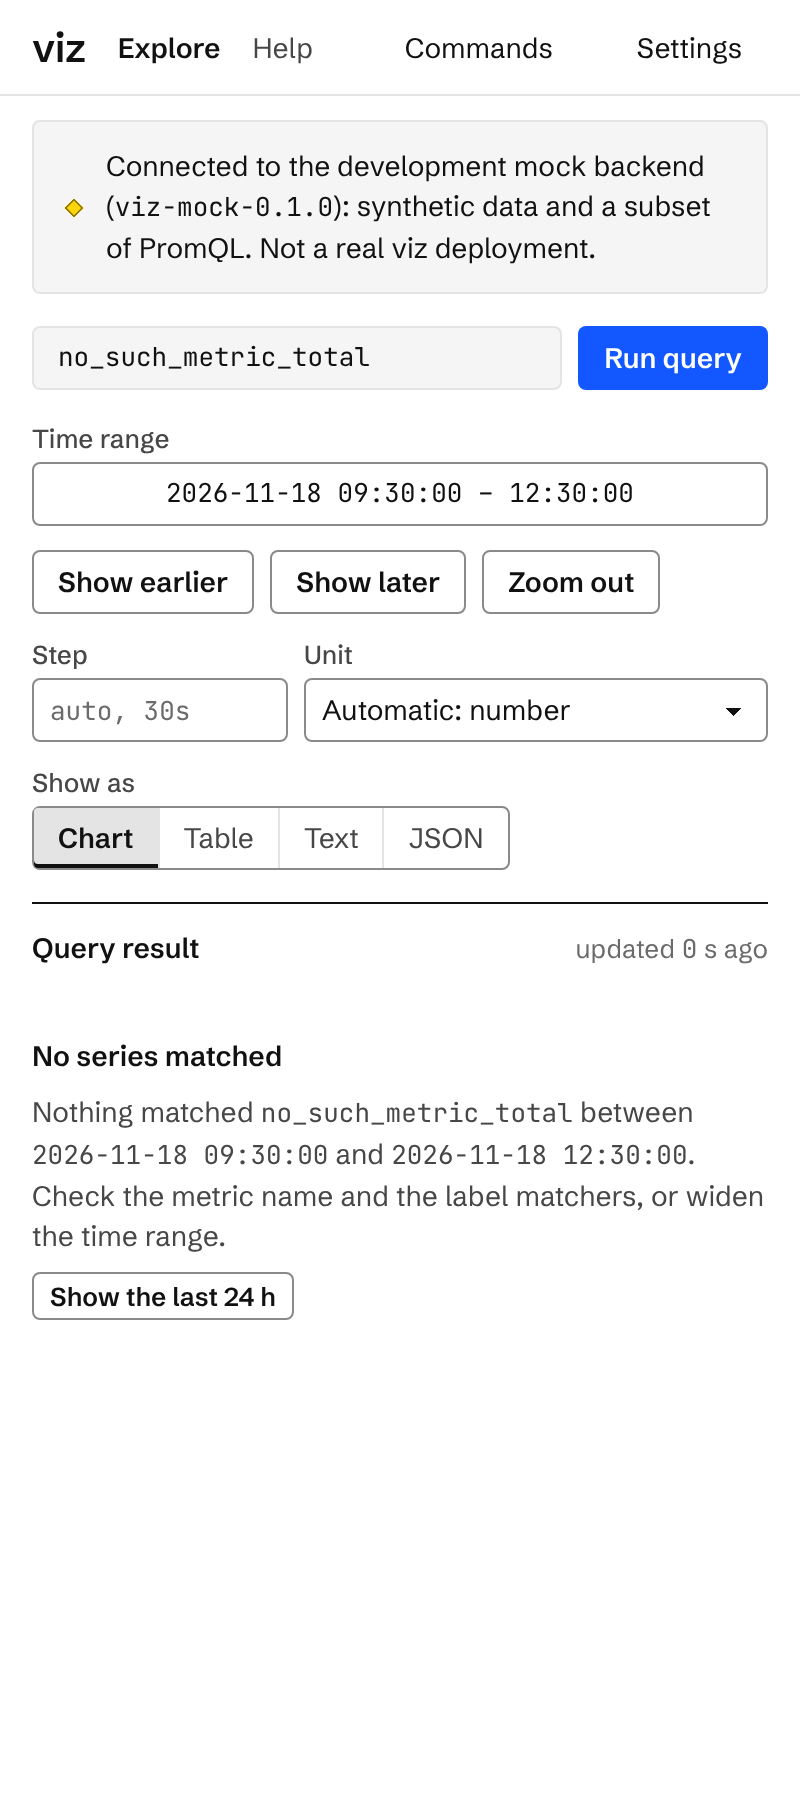 viz Explore Help Commands Settings
Connected to the development mock backend
(viz-mock-0.1.0): synthetic data and a subset
of PromQL. Not a real viz deployment.
no_such_metric_total Run query
Time range
2026-11-18 09:30:00 – 12:30:00
Show earlier Show later Zoom out
Step Unit
auto, 30s Automatic: number
Show as
Chart Table Text JSON
Query result updated 0 s ago
No series matched
Nothing matched no_such_metric_total between
2026-11-18 09:30:00 and 2026-11-18 12:30:00.
Check the metric name and the label matchers, or widen
the time range.
Show the last 24 h